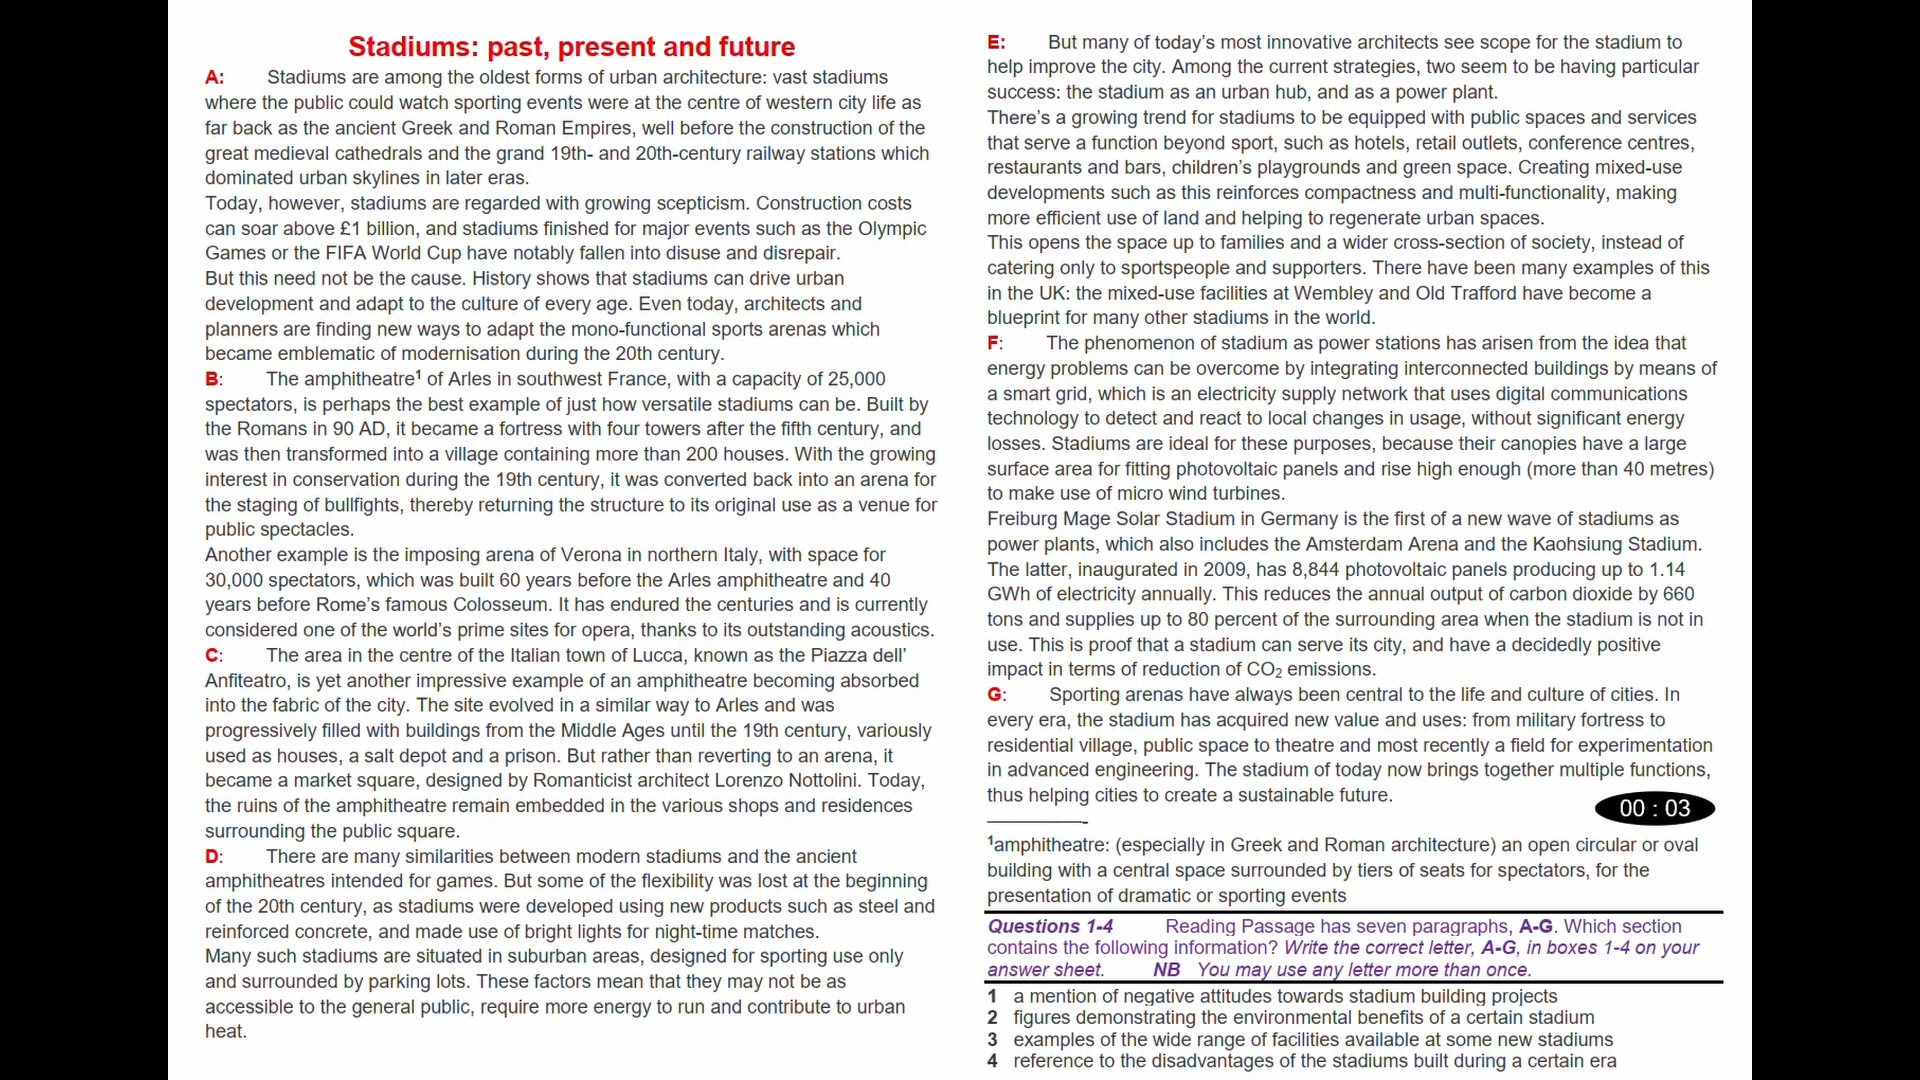 Stadiums: past, present and future
A: Stadiums are among the oldest forms of urban architecture: vast stadiums
where the public could watch sporting events were at the centre of western city life as
far back as the ancient Greek and Roman Empires, well before the construction of the
great medieval cathedrals and the grand 19th- and 20th-century railway stations which
dominated urban skylines in later eras.
Today, however, stadiums are regarded with growing scepticism. Construction costs
can soar above £1 billion, and stadiums finished for major events such as the Olympic
Games or the FIFA World Cup have notably fallen into disuse and disrepair.
But this need not be the cause. History shows that stadiums can drive urban
development and adapt to the culture of every age. Even today, architects and
planners are finding new ways to adapt the mono-functional sports arenas which
became emblematic of modernisation during the 20th century.
B: The amphitheatre¹ of Arles in southwest France, with a capacity of 25,000
spectators, is perhaps the best example of just how versatile stadiums can be. Built by
the Romans in 90 AD, it became a fortress with four towers after the fifth century, and
was then transformed into a village containing more than 200 houses. With the growing
interest in conservation during the 19th century, it was converted back into an arena for
the staging of bullfights, thereby returning the structure to its original use as a venue for
public spectacles.
Another example is the imposing arena of Verona in northern Italy, with space for
30,000 spectators, which was built 60 years before the Arles amphitheatre and 40
years before Rome's famous Colosseum. It has endured the centuries and is currently
considered one of the world's prime sites for opera, thanks to its outstanding acoustics.
C: The area in the centre of the Italian town of Lucca, known as the Piazza dell'
Anfiteatro, is yet another impressive example of an amphitheatre becoming absorbed
into the fabric of the city. The site evolved in a similar way to Arles and was
progressively filled with buildings from the Middle Ages until the 19th century, variously
used as houses, a salt depot and a prison. But rather than reverting to an arena, it
became a market square, designed by Romanticist architect Lorenzo Nottolini. Today,
the ruins of the amphitheatre remain embedded in the various shops and residences
surrounding the public square.
D: There are many similarities between modern stadiums and the ancient
amphitheatres intended for games. But some of the flexibility was lost at the beginning
of the 20th century, as stadiums were developed using new products such as steel and
reinforced concrete, and made use of bright lights for night-time matches.
Many such stadiums are situated in suburban areas, designed for sporting use only
and surrounded by parking lots. These factors mean that they may not be as
accessible to the general public, require more energy to run and contribute to urban
heat.
E: But many of today's most innovative architects see scope for the stadium to
help improve the city. Among the current strategies, two seem to be having particular
success: the stadium as an urban hub, and as a power plant.
There's a growing trend for stadiums to be equipped with public spaces and services
that serve a function beyond sport, such as hotels, retail outlets, conference centres,
restaurants and bars, children's playgrounds and green space. Creating mixed-use
developments such as this reinforces compactness and multi-functionality, making
more efficient use of land and helping to regenerate urban spaces.
This opens the space up to families and a wider cross-section of society, instead of
catering only to sportspeople and supporters. There have been many examples of this
in the UK: the mixed-use facilities at Wembley and Old Trafford have become a
blueprint for many other stadiums in the world.
F: The phenomenon of stadium as power stations has arisen from the idea that
energy problems can be overcome by integrating interconnected buildings by means of
a smart grid, which is an electricity supply network that uses digital communications
technology to detect and react to local changes in usage, without significant energy
losses. Stadiums are ideal for these purposes, because their canopies have a large
surface area for fitting photovoltaic panels and rise high enough (more than 40 metres)
to make use of micro wind turbines.
Freiburg Mage Solar Stadium in Germany is the first of a new wave of stadiums as
power plants, which also includes the Amsterdam Arena and the Kaohsiung Stadium.
The latter, inaugurated in 2009, has 8,844 photovoltaic panels producing up to 1.14
GWh of electricity annually. This reduces the annual output of carbon dioxide by 660
tons and supplies up to 80 percent of the surrounding area when the stadium is not in
use. This is proof that a stadium can serve its city, and have a decidedly positive
impact in terms of reduction of CO₂ emissions.
G: Sporting arenas have always been central to the life and culture of cities. In
every era, the stadium has acquired new value and uses: from military fortress to
residential village, public space to theatre and most recently a field for experimentation
in advanced engineering. The stadium of today now brings together multiple functions,
thus helping cities to create a sustainable future.
00 : 03
¹amphitheatre: (especially in Greek and Roman architecture) an open circular or oval
building with a central space surrounded by tiers of seats for spectators, for the
presentation of dramatic or sporting events
Questions 1-4 Reading Passage has seven paragraphs, A-G. Which section
contains the following information? Write the correct letter, A-G, in boxes 1-4 on your
answer sheet. NB You may use any letter more than once.
1 a mention of negative attitudes towards stadium building projects
2 figures demonstrating the environmental benefits of a certain stadium
3 examples of the wide range of facilities available at some new stadiums
4 reference to the disadvantages of the stadiums built during a certain era